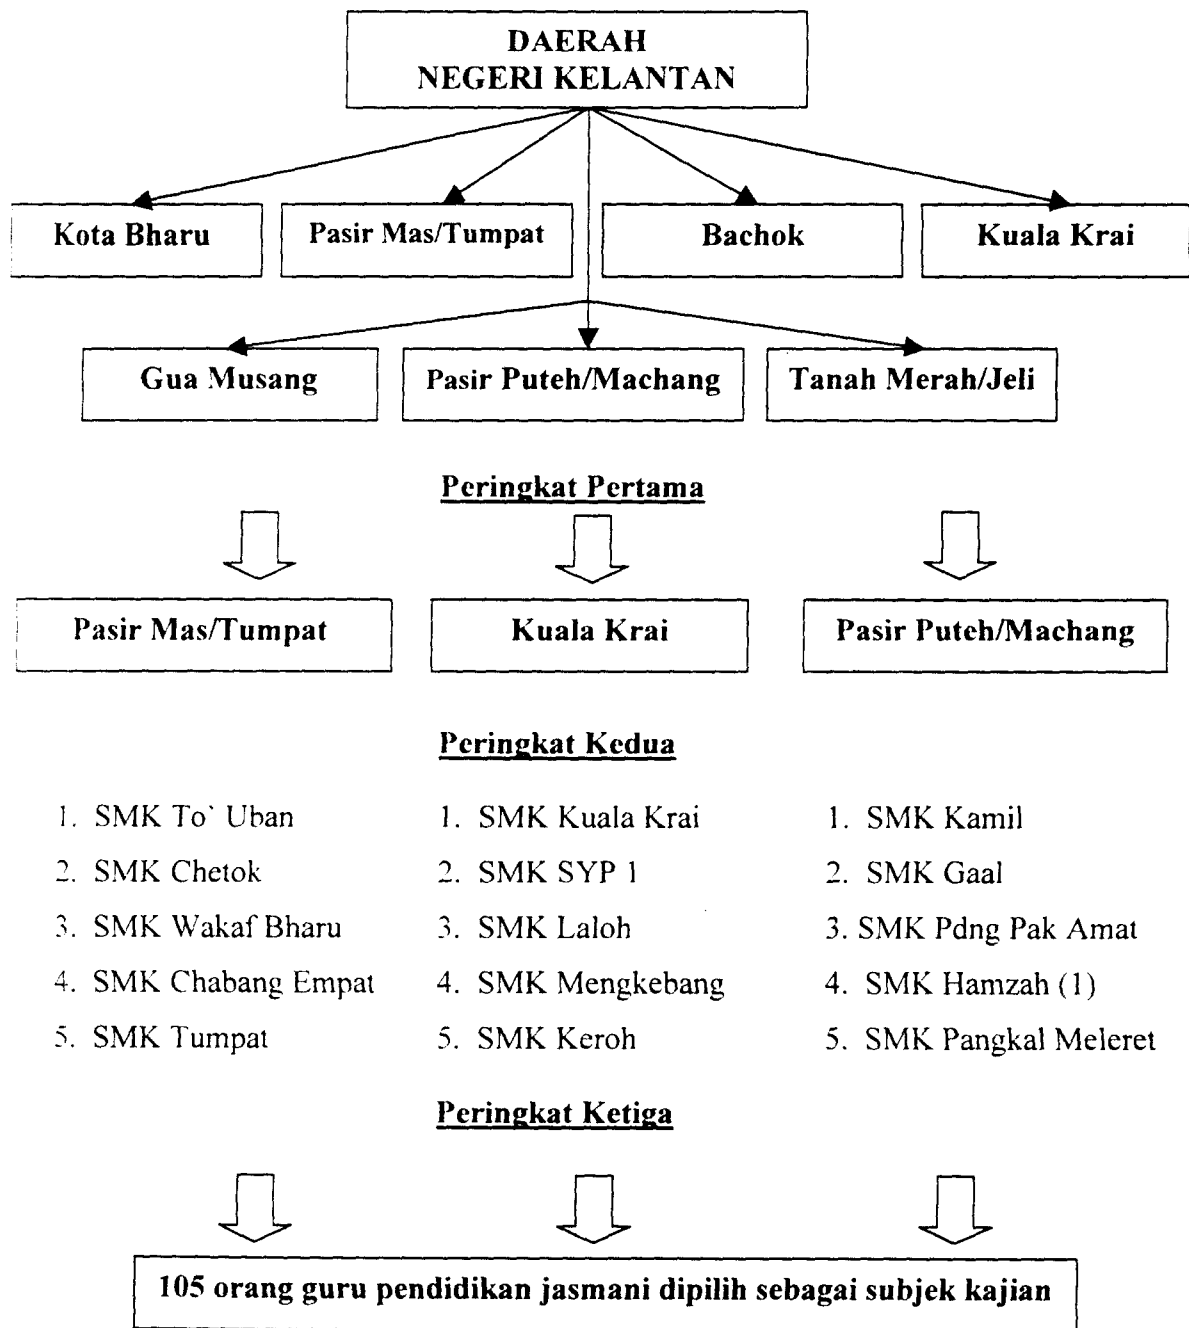 DAERAH
NEGERI KELANTAN
Kota Bharu
Pasir Mas/Tumpat
Bachok
Kuala Krai
Gua Musang
Pasir Puteh/Machang
Tanah Merah/Jeli
Peringkat Pertama
Pasir Mas/Tumpat
Kuala Krai
Pasir Puteh/Machang
Peringkat Kedua
1. SMK To` Uban
2. SMK Chetok
3. SMK Wakaf Bharu
4. SMK Chabang Empat
5. SMK Tumpat
1. SMK Kuala Krai
2. SMK SYP 1
3. SMK Laloh
4. SMK Mengkebang
5. SMK Keroh
1. SMK Kamil
2. SMK Gaal
3. SMK Pdng Pak Amat
4. SMK Hamzah (1)
5. SMK Pangkal Meleret
Peringkat Ketiga
105 orang guru pendidikan jasmani dipilih sebagai subjek kajian